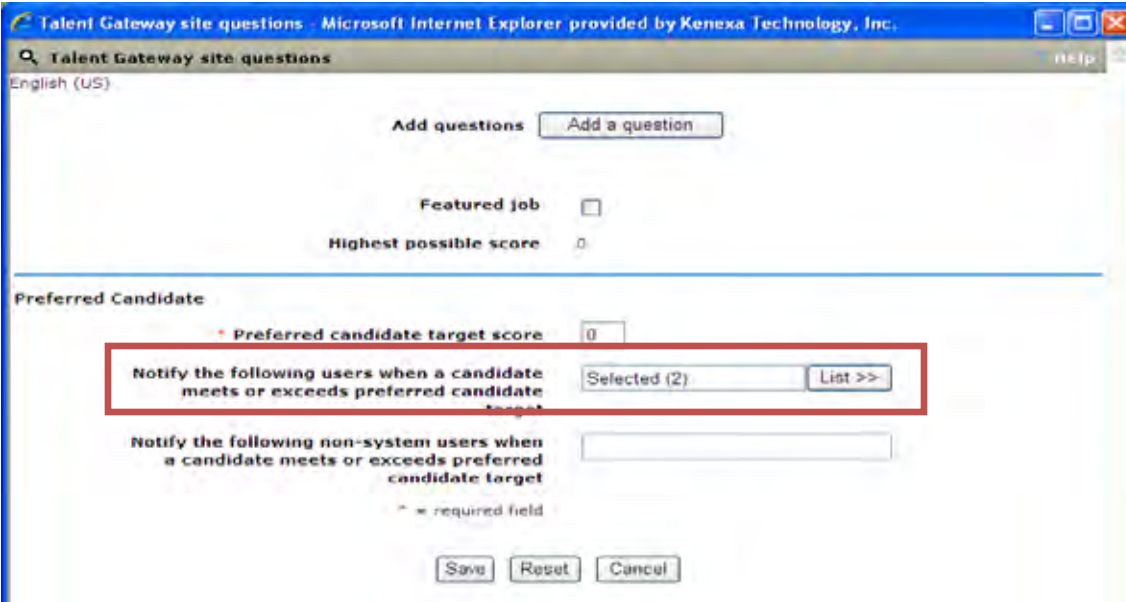 Talent Gateway site questions - Microsoft Internet Explorer provided by Kenexa Technology, Inc.
Talent Gateway site questions Help
English (US)
Add questions Add a question
Featured job
Highest possible score 0
Preferred Candidate
* Preferred candidate target score 0
Notify the following users when a candidate
meets or exceeds preferred candidate
target
Selected (2) List >>
Notify the following non-system users when
a candidate meets or exceeds preferred
candidate target
* = required field
Save Reset Cancel